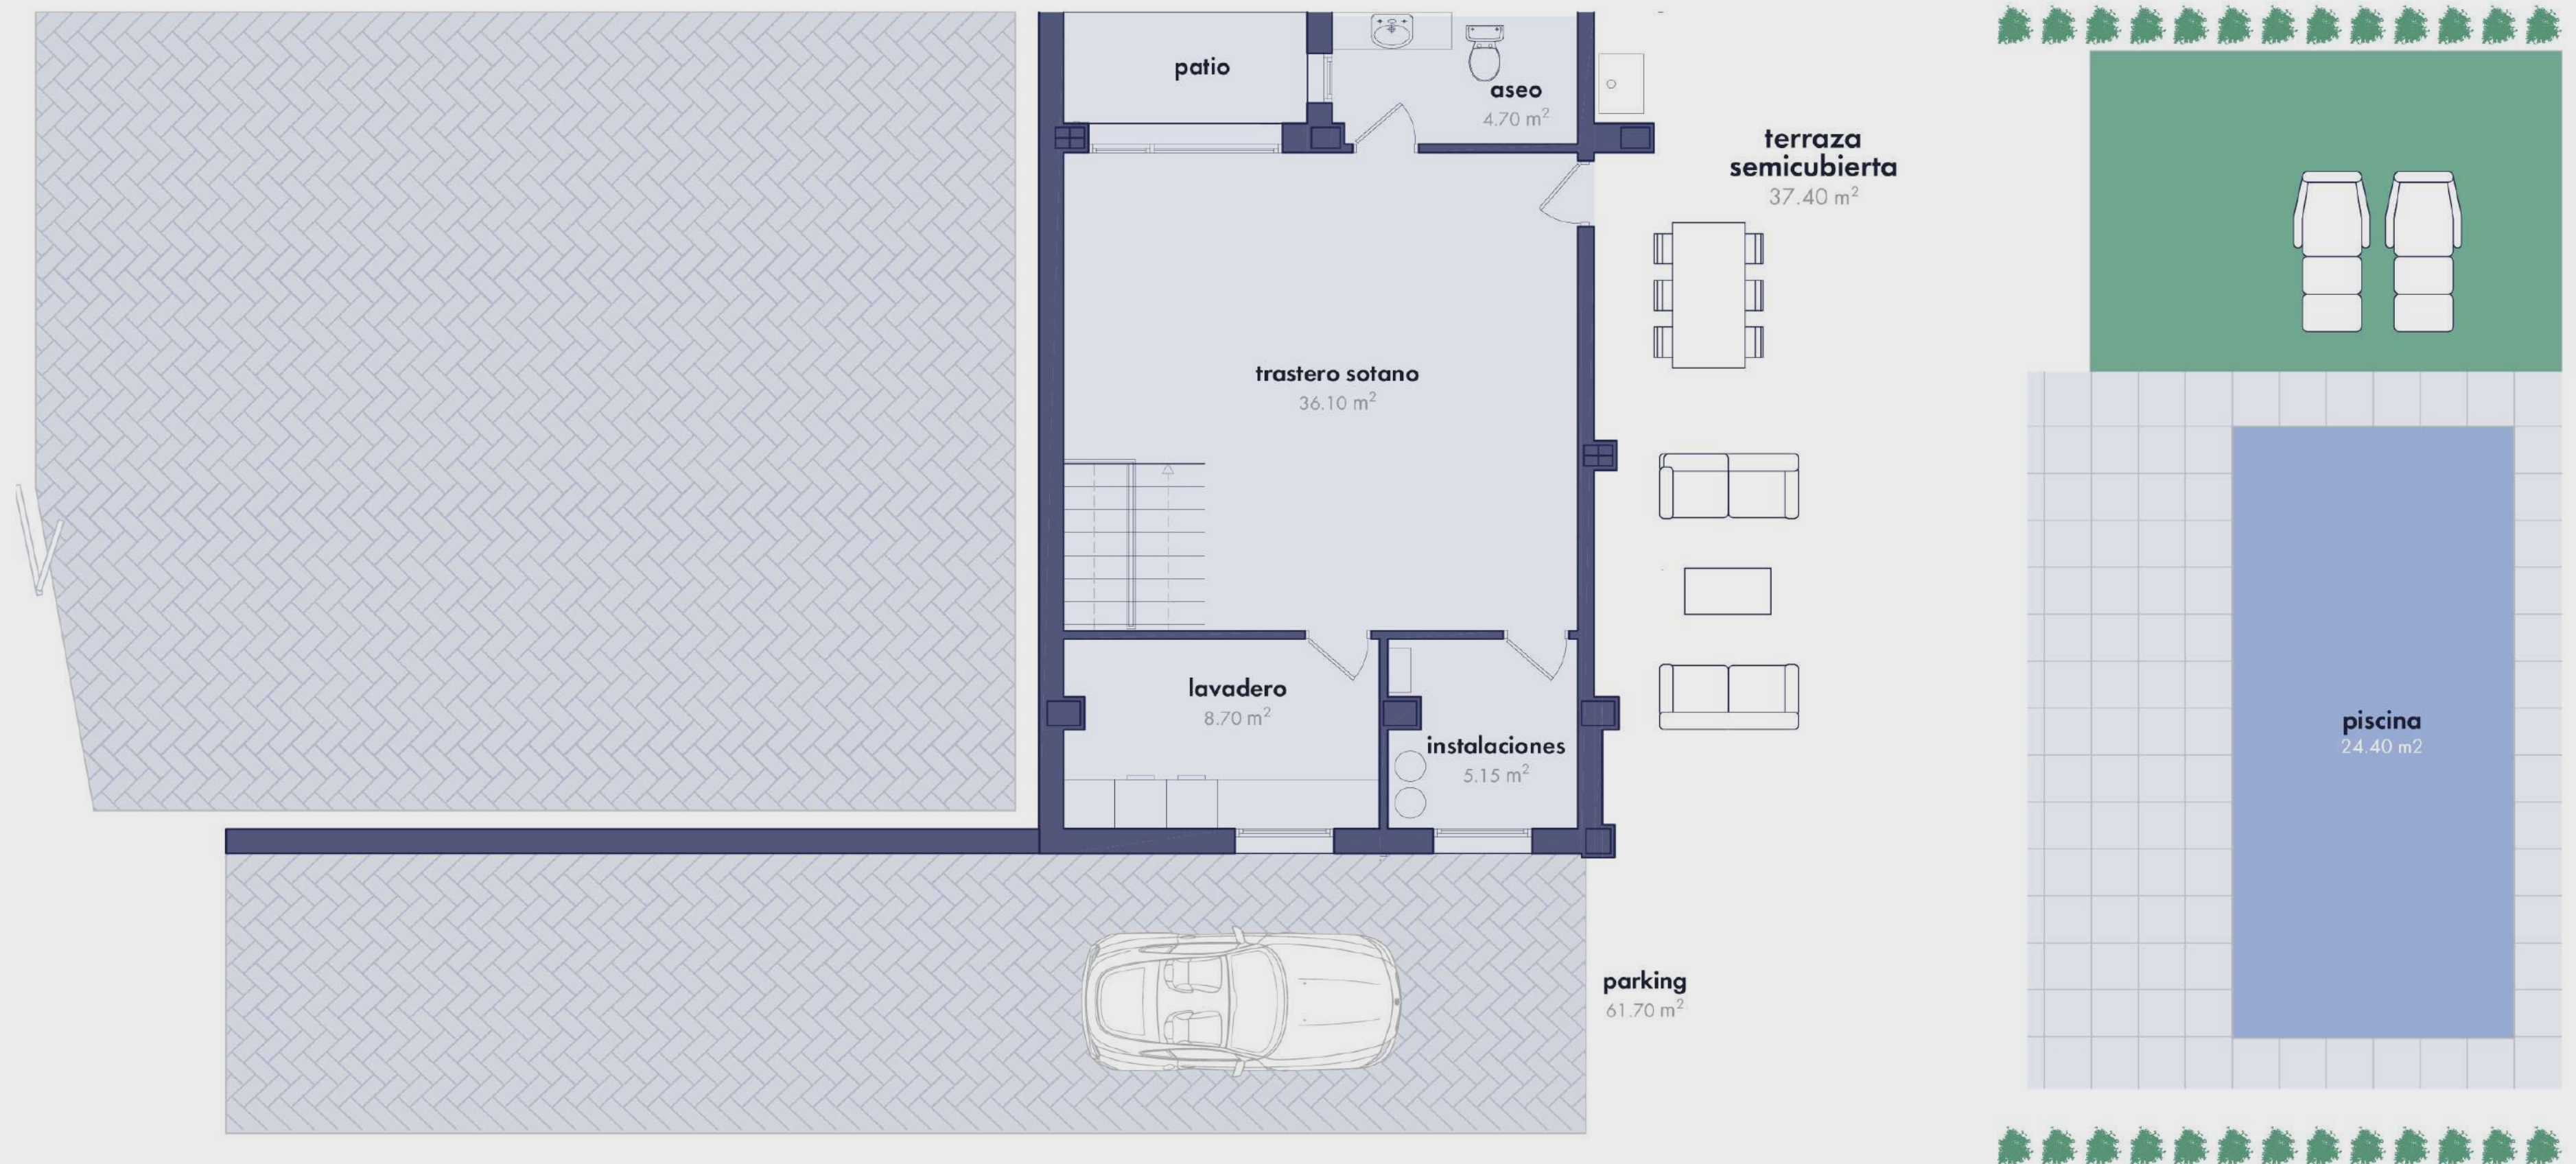 patio
aseo
4.70 m²
terraza
semicubierta
37.40 m²
trastero sotano
36.10 m²
lavadero
8.70 m²
instalaciones
5.15 m²
piscina
24.40 m2
parking
61.70 m²